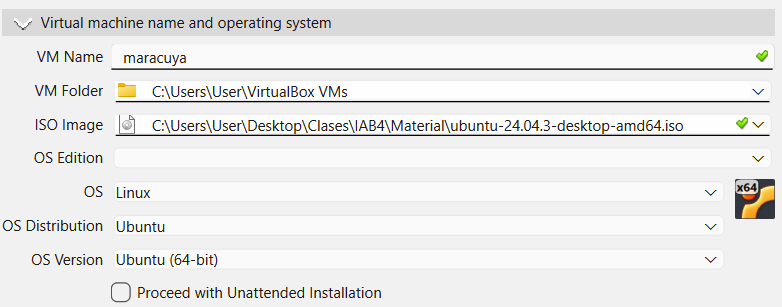 Virtual machine name and operating system
VM Name maracuya
VM Folder C:\Users\User\VirtualBox VMs
ISO Image C:\Users\User\Desktop\Clases\IAB4\Material\ubuntu-24.04.3-desktop-amd64.iso
OS Edition
OS Linux x64
OS Distribution Ubuntu
OS Version Ubuntu (64-bit)
Proceed with Unattended Installation